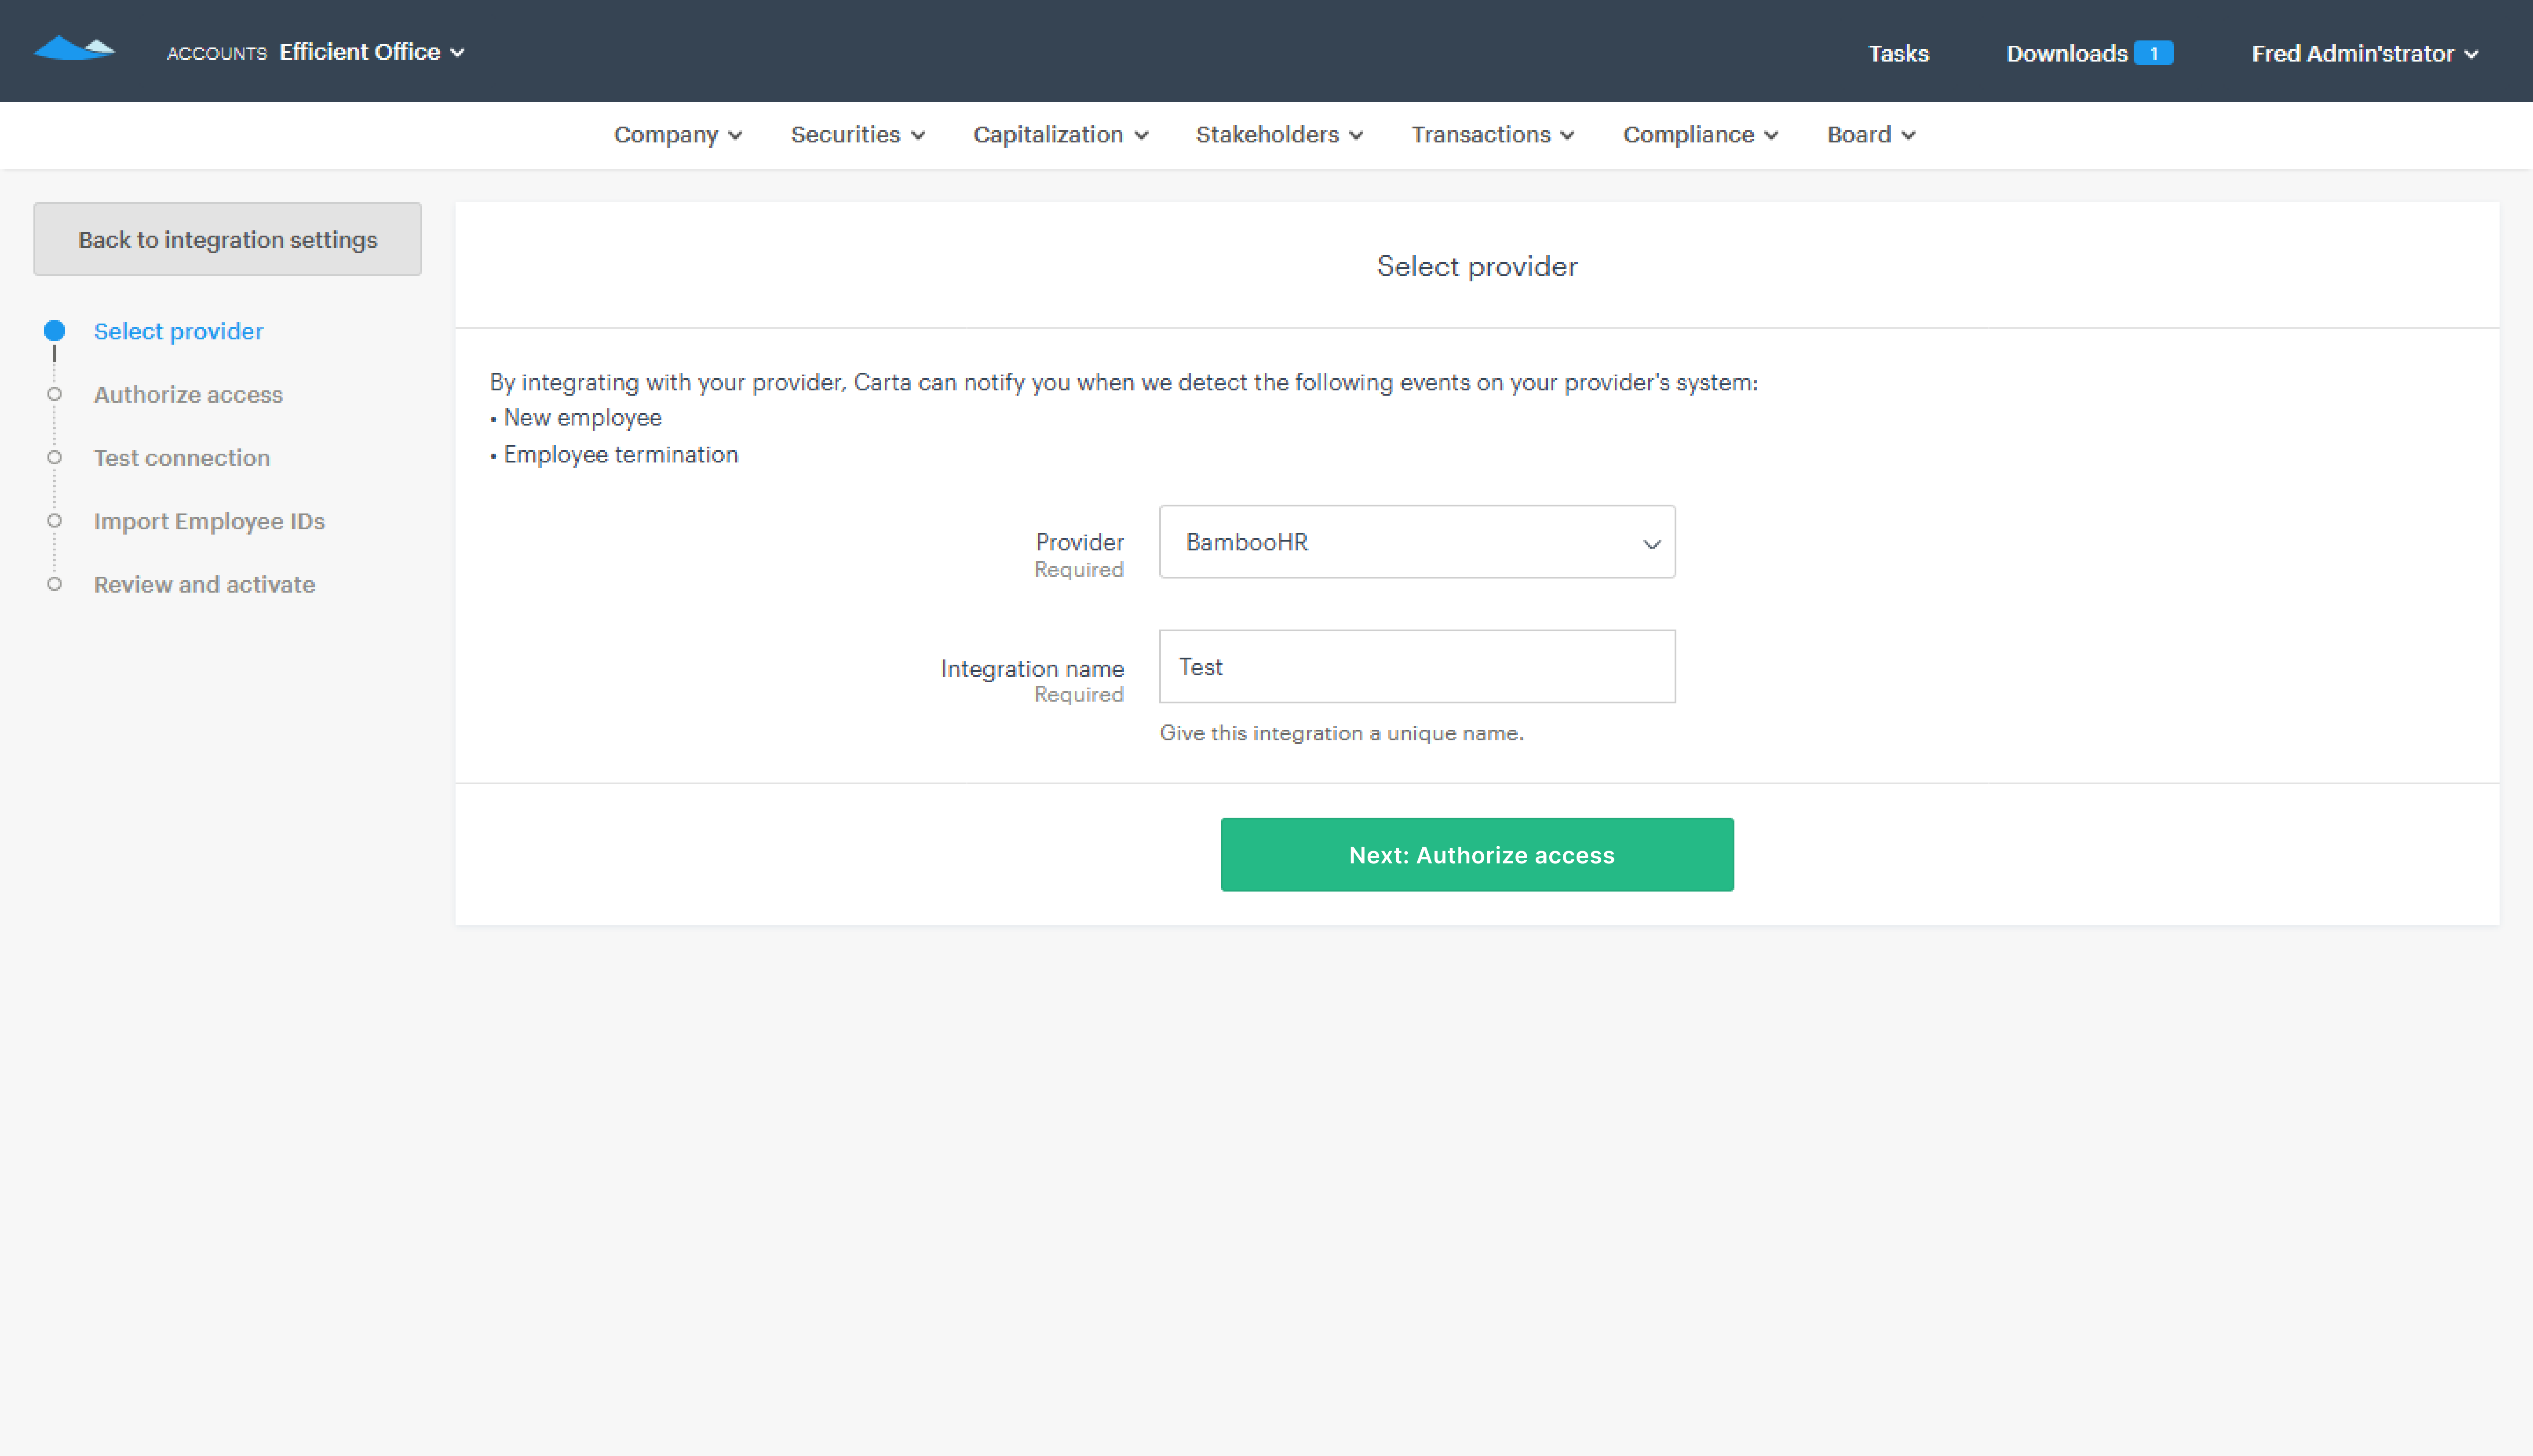 ACCOUNTS Efficient Office
Tasks
Downloads 1
Fred Admin'strator
Company
Securities
Capitalization
Stakeholders
Transactions
Compliance
Board
Back to integration settings
Select provider
Authorize access
Test connection
Import Employee IDs
Review and activate
Select provider
By integrating with your provider, Carta can notify you when we detect the following events on your provider's system:
• New employee
• Employee termination
Provider
Required
BambooHR
Integration name
Required
Test
Give this integration a unique name.
Next: Authorize access